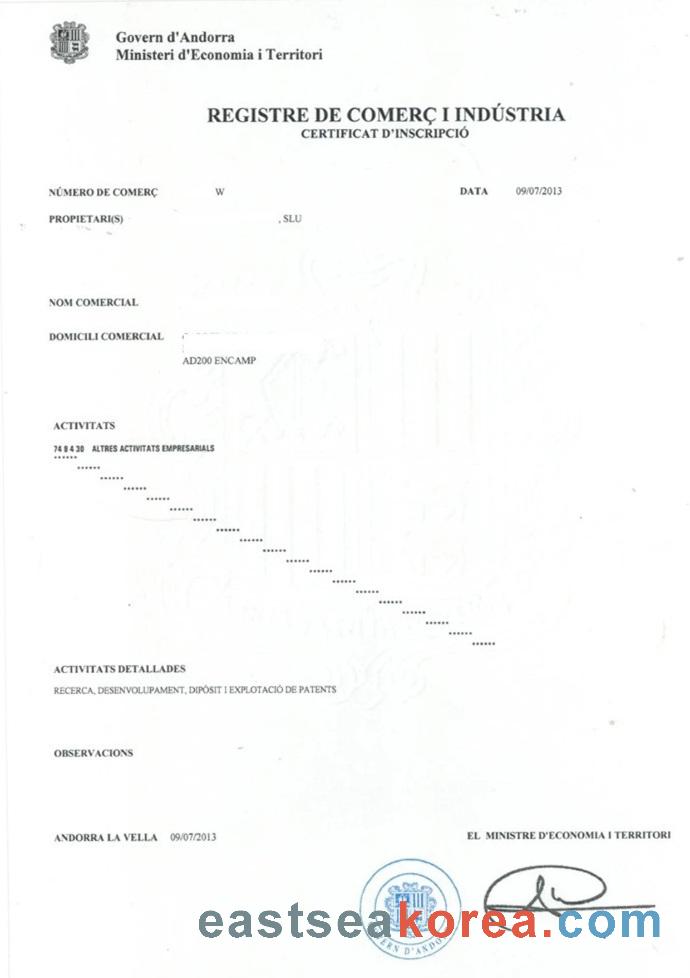 Govern d'Andorra
Ministeri d'Economia i Territori
REGISTRE DE COMERÇ I INDÚSTRIA
CERTIFICAT D'INSCRIPCIÓ
NÚMERO DE COMERÇ W DATA 09/07/2013
PROPIETARI(S) , SLU
NOM COMERCIAL
DOMICILI COMERCIAL
AD200 ENCAMP
ACTIVITATS
74 8 4 30 ALTRES ACTIVITATS EMPRESARIALS
ACTIVITATS DETALLADES
RECERCA, DESENVOLUPAMENT, DIPÒSIT I EXPLOTACIÓ DE PATENTS
OBSERVACIONS
ANDORRA LA VELLA 09/07/2013
EL MINISTRE D'ECONOMIA I TERRITORI
eastseakorea.com